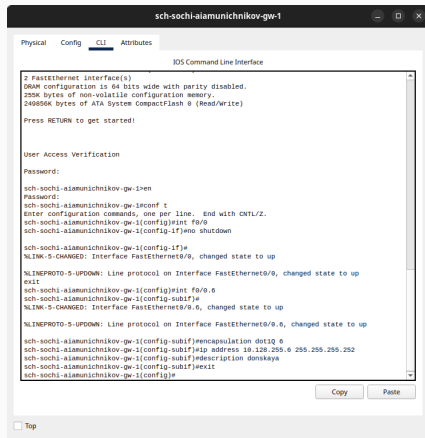 sch-sochi-aiamunichnikov-gw-1
Physical Config CLI Attributes
IOS Command Line Interface
2 FastEthernet interface(s)
DRAM configuration is 64 bits wide with parity disabled.
255K bytes of non-volatile configuration memory.
249856K bytes of ATA System CompactFlash 0 (Read/Write)
Press RETURN to get started!
User Access Verification
Password:
sch-sochi-aiamunichnikov-gw-1>en
Password:
sch-sochi-aiamunichnikov-gw-1#conf t
Enter configuration commands, one per line. End with CNTL/Z.
sch-sochi-aiamunichnikov-gw-1(config)#int f0/0
sch-sochi-aiamunichnikov-gw-1(config-if)#no shutdown
sch-sochi-aiamunichnikov-gw-1(config-if)#
%LINK-5-CHANGED: Interface FastEthernet0/0, changed state to up
%LINEPROTO-5-UPDOWN: Line protocol on Interface FastEthernet0/0, changed state to up
exit
sch-sochi-aiamunichnikov-gw-1(config)#int f0/0.6
sch-sochi-aiamunichnikov-gw-1(config-subif)#
%LINK-5-CHANGED: Interface FastEthernet0/0.6, changed state to up
%LINEPROTO-5-UPDOWN: Line protocol on Interface FastEthernet0/0.6, changed state to up
sch-sochi-aiamunichnikov-gw-1(config-subif)#encapsulation dot1Q 6
sch-sochi-aiamunichnikov-gw-1(config-subif)#ip address 10.128.255.6 255.255.255.252
sch-sochi-aiamunichnikov-gw-1(config-subif)#description donskaya
sch-sochi-aiamunichnikov-gw-1(config-subif)#exit
sch-sochi-aiamunichnikov-gw-1(config)#
Copy Paste
Top